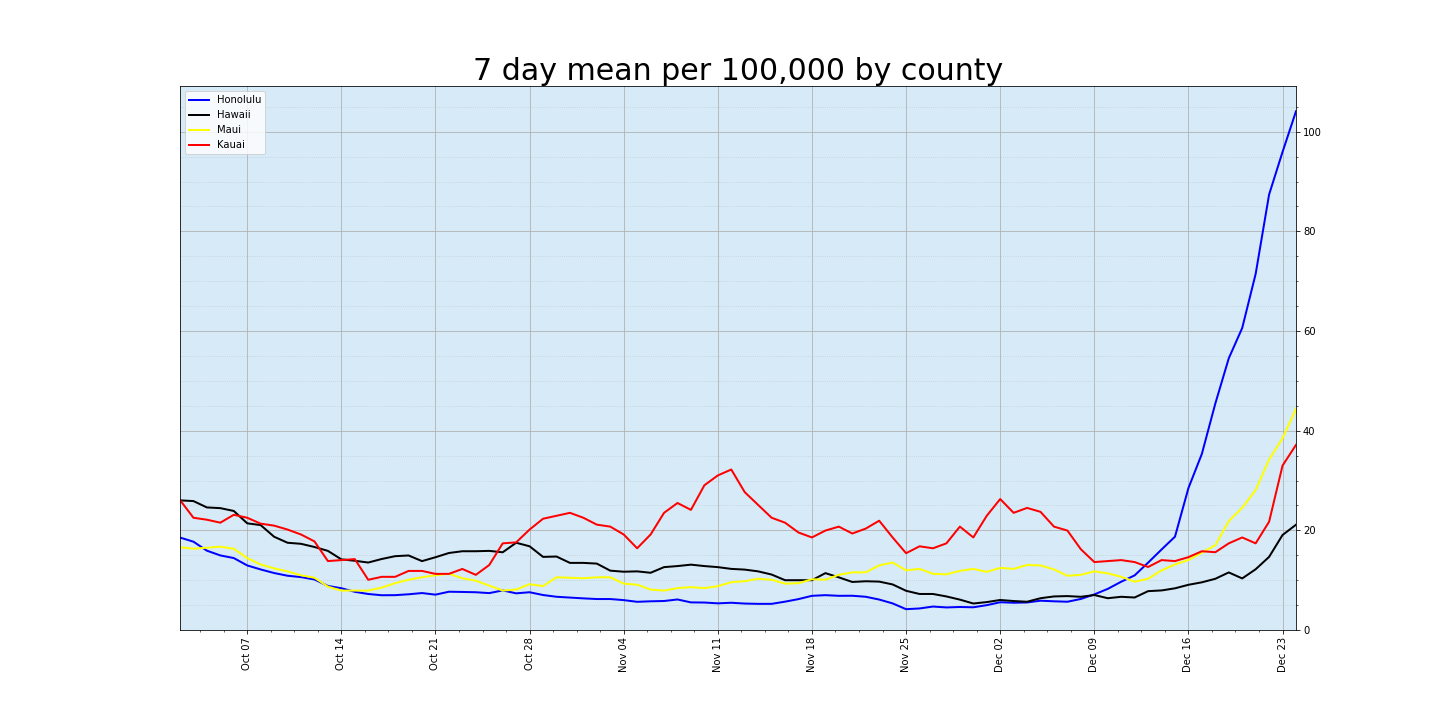 7 day mean per 100,000 by county
Honolulu
Hawaii
Maui
Kauai
100
80
60
40
20
0
Oct 07
Oct 14
Oct 21
Oct 28
Nov 04
Nov 11
Nov 18
Nov 25
Dec 02
Dec 09
Dec 16
Dec 23